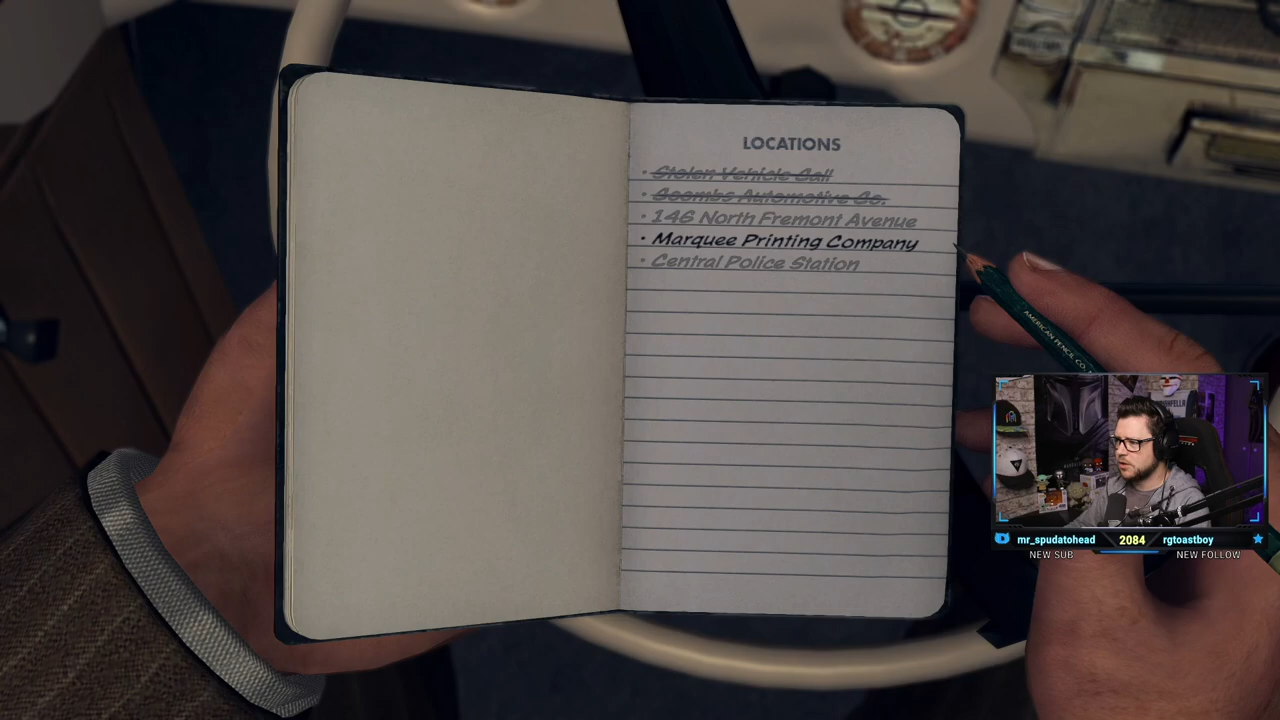 LOCATIONS
· Stolen Vehicle Call
· Coombs Automotive Co.
· 146 North Fremont Avenue
· Marquee Printing Company
· Central Police Station
AMERICAN PENCIL CO.
mr_spudatohead 2084 rgtoastboy
NEW SUB NEW FOLLOW